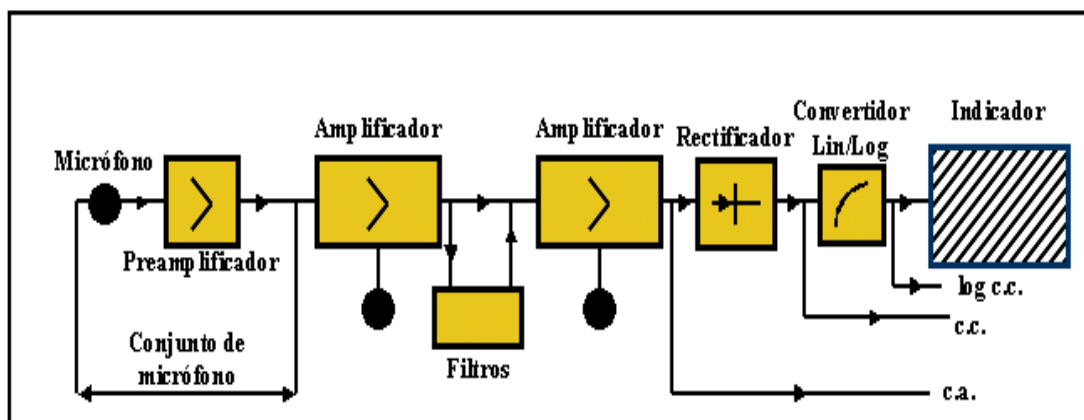 Micrófono
Preamplificador
Conjunto de
micrófono
Amplificador
Filtros
Amplificador
Rectificador
Convertidor
Lin/Log
Indicador
log c.c.
c.c.
c.a.